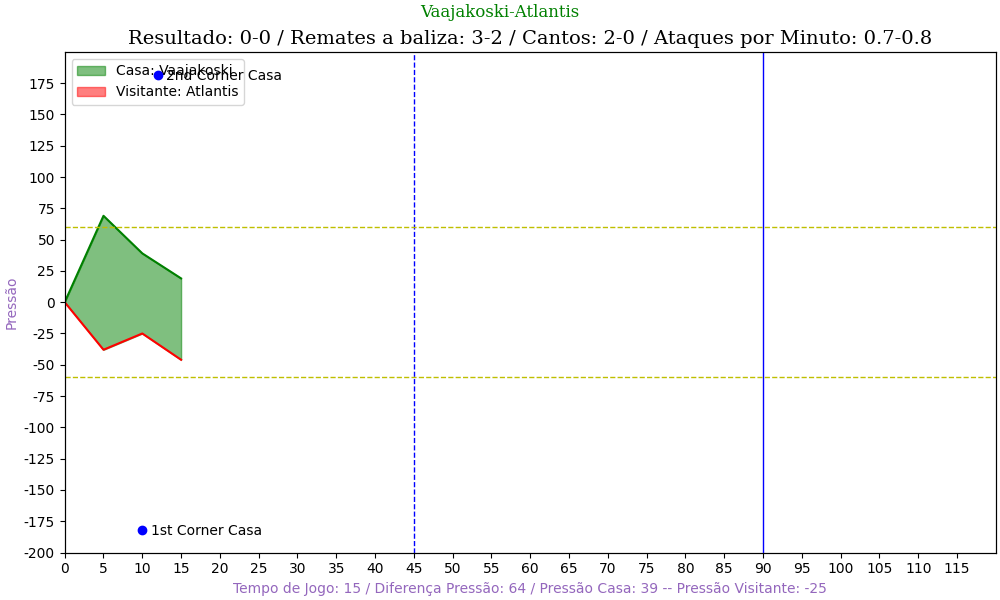 Vaajakoski-Atlantis
Resultado: 0-0 / Remates a baliza: 3-2 / Cantos: 2-0 / Ataques por Minuto: 0.7-0.8
Casa: Vaajakoski
2nd Corner Casa
Visitante: Atlantis
175
150
125
100
75
50
25
0
-25
-50
-75
-100
-125
-150
-175
-200
Pressão
1st Corner Casa
0 5 10 15 20 25 30 35 40 45 50 55 60 65 70 75 80 85 90 95 100 105 110 115
Tempo de Jogo: 15 / Diferença Pressão: 64 / Pressão Casa: 39 -- Pressão Visitante: -25